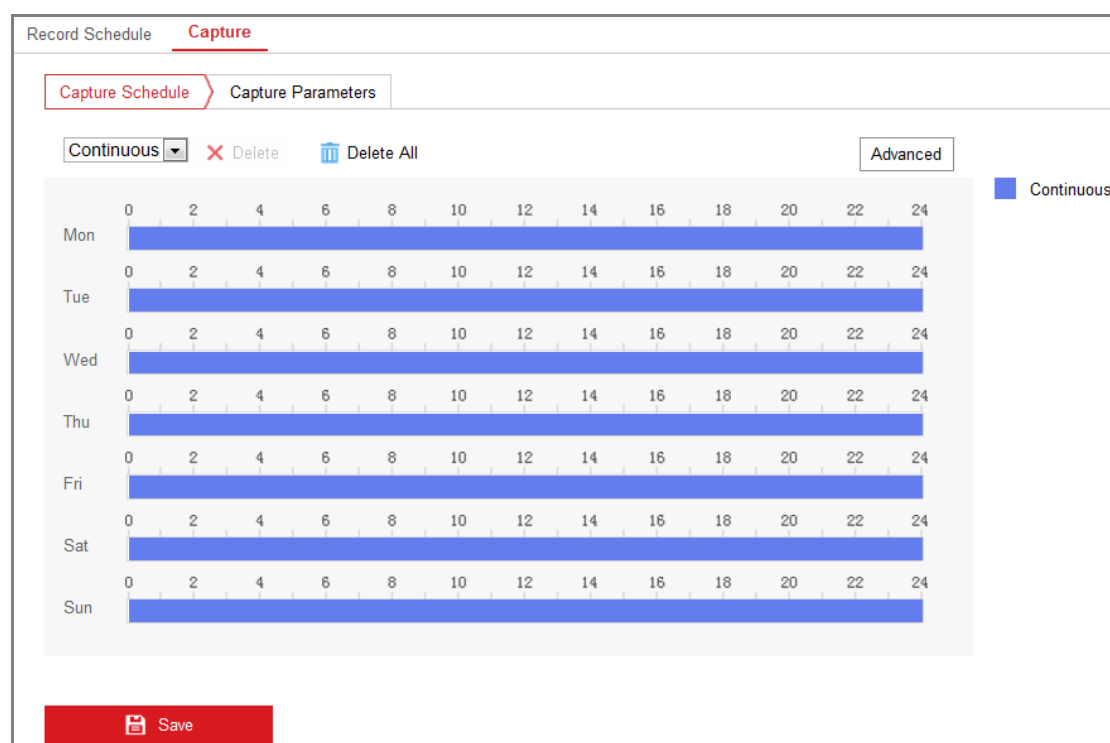 Record Schedule Capture
Capture Schedule Capture Parameters
Continuous Delete Delete All Advanced
Continuous
0 2 4 6 8 10 12 14 16 18 20 22 24
Mon
0 2 4 6 8 10 12 14 16 18 20 22 24
Tue
0 2 4 6 8 10 12 14 16 18 20 22 24
Wed
0 2 4 6 8 10 12 14 16 18 20 22 24
Thu
0 2 4 6 8 10 12 14 16 18 20 22 24
Fri
0 2 4 6 8 10 12 14 16 18 20 22 24
Sat
0 2 4 6 8 10 12 14 16 18 20 22 24
Sun
Save